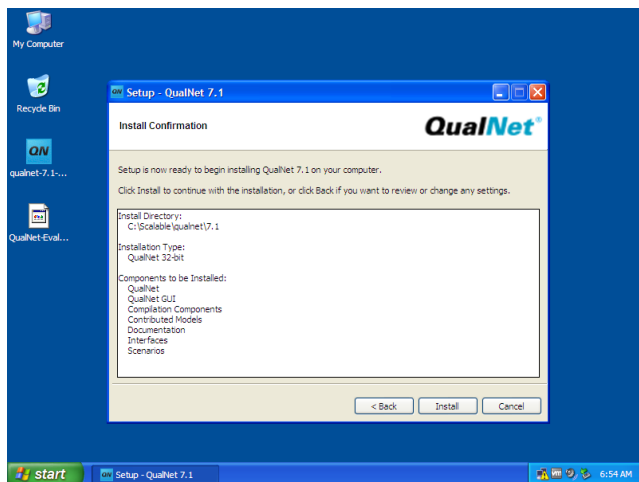 My Computer
Recycle Bin
QN
qualnet-7.1-...
QualNet-Eval...
QN Setup - QualNet 7.1
Install Confirmation
QualNet®
Setup is now ready to begin installing QualNet 7.1 on your computer.
Click Install to continue with the installation, or click Back if you want to review or change any settings.
Install Directory:
C:\Scalable\qualnet\7.1
Installation Type:
QualNet 32-bit
Components to be Installed:
QualNet
QualNet GUI
Compilation Components
Contributed Models
Documentation
Interfaces
Scenarios
< Back
Install
Cancel
start
QN Setup - QualNet 7.1
6:54 AM